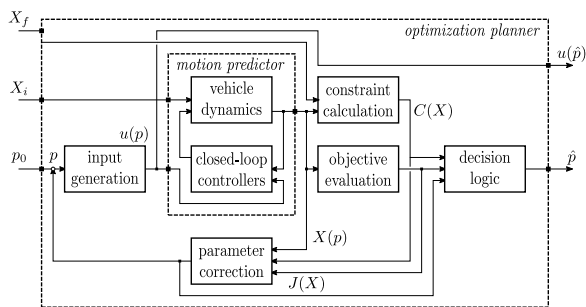 X_f
optimization planner
motion predictor
u(p̂)
X_i
vehicle
dynamics
constraint
calculation
C(X)
u(p)
p_0
p
input
generation
closed-loop
controllers
objective
evaluation
decision
logic
p̂
X(p)
parameter
correction
J(X)